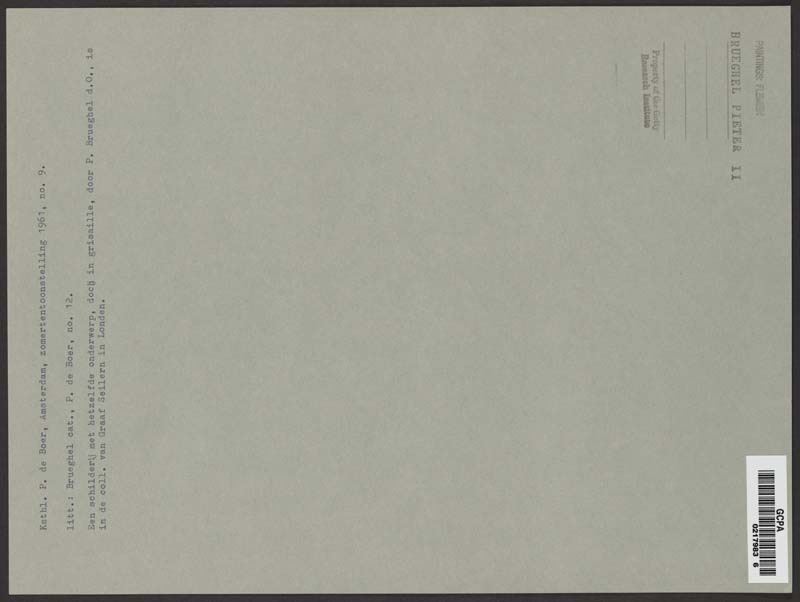 PAINTINGS: FLEMISH
BRUEGHEL PIETER II
Property of the Getty
Research Institute
Kathl. P. de Boer, Amsterdam, zomertentoonstelling 1961, no. 9.
litt.: Brueghel cat., P. de Boer, no. 12.
Een schilderij met hetzelfde onderwerp, doch in grisaille, door P. Brueghel d.O., is
in de coll. van Graaf Seilern in Londen.
GCPA
0217983 6